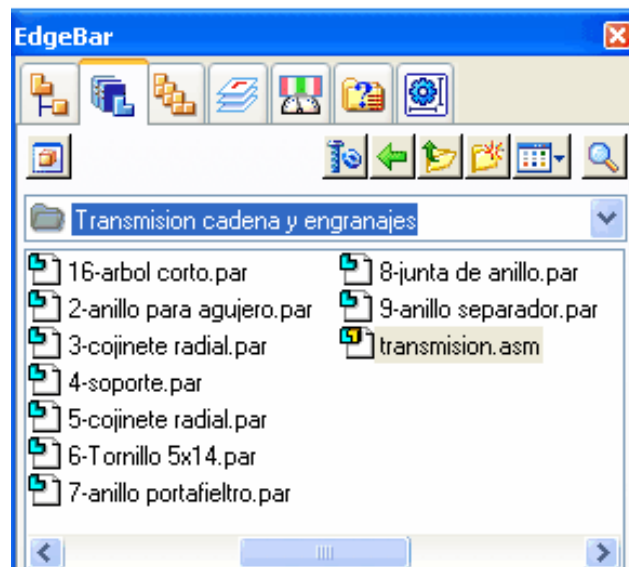 EdgeBar
Transmision cadena y engranajes
16-arbol corto.par
2-anillo para agujero.par
3-cojinete radial.par
4-soporte.par
5-cojinete radial.par
6-Tornillo 5x14.par
7-anillo portafieltro.par
8-junta de anillo.par
9-anillo separador.par
transmision.asm